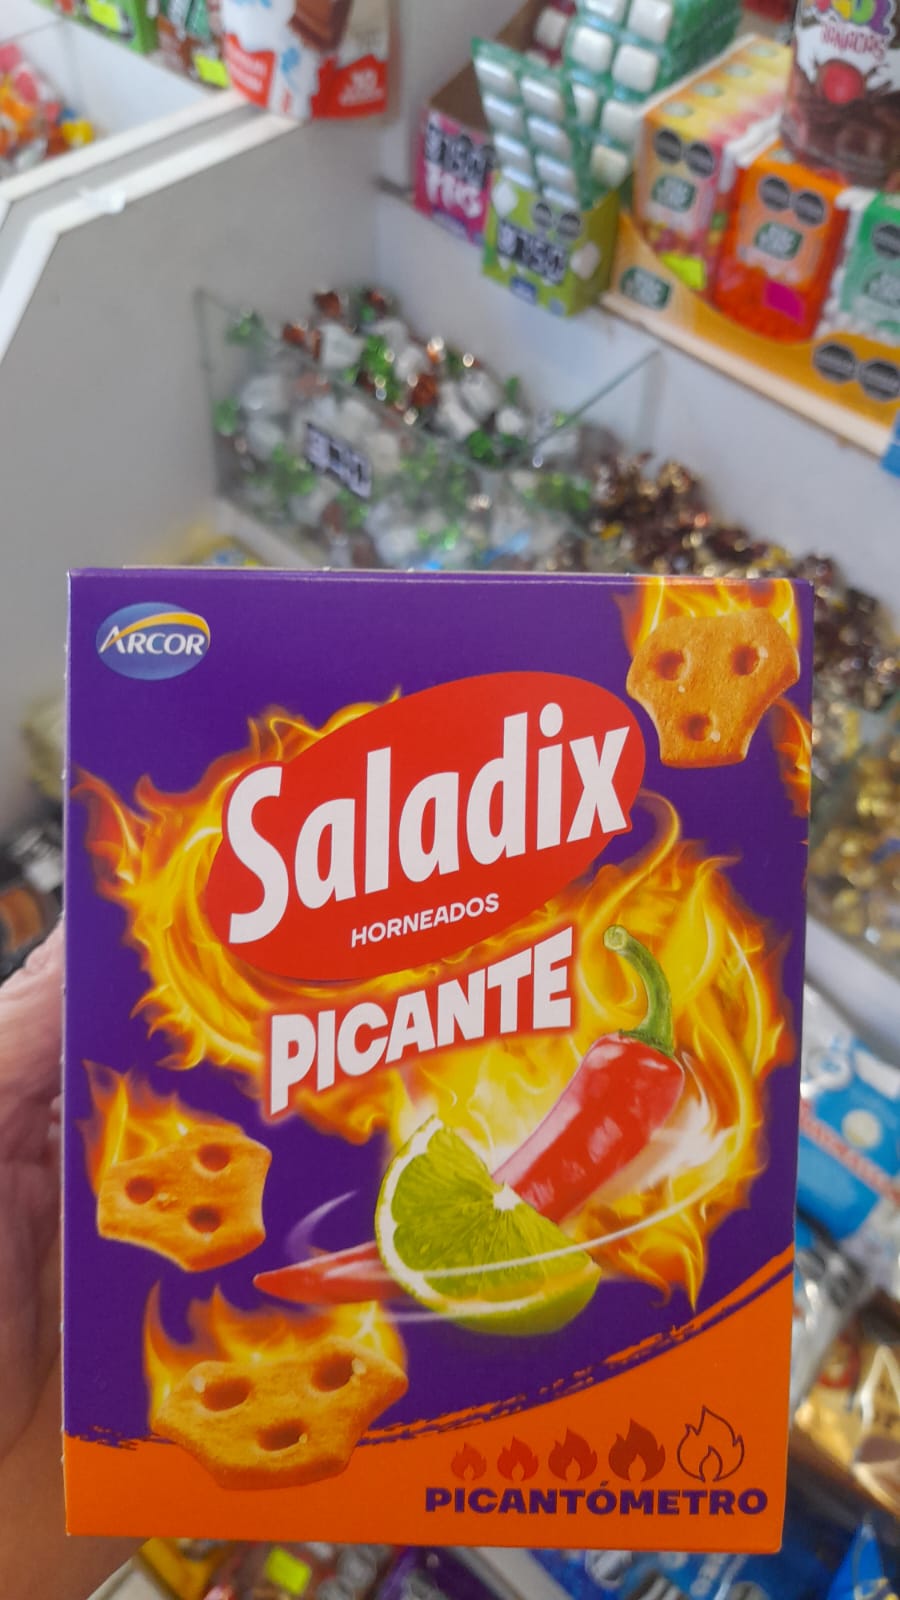 ARCOR
Saladix
HORNEADOS
PICANTE
PICANTÓMETRO